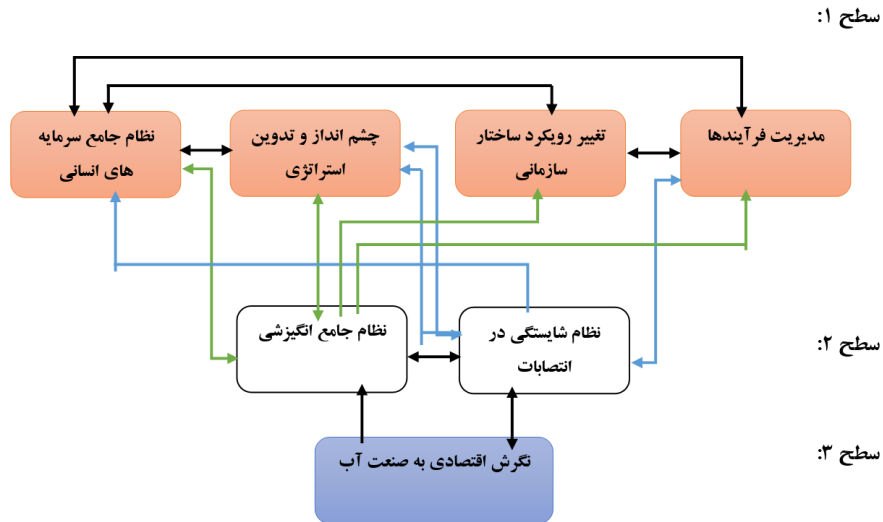 سطح ۱:
مدیریت فرآیندها
تغییر رویکرد ساختار
سازمانی
چشم انداز و تدوین
استراتژی
نظام جامع سرمایه
های انسانی
سطح ۲:
نظام شایستگی در
انتصابات
نظام جامع انگیزشی
سطح ۳:
نگرش اقتصادی به صنعت آب